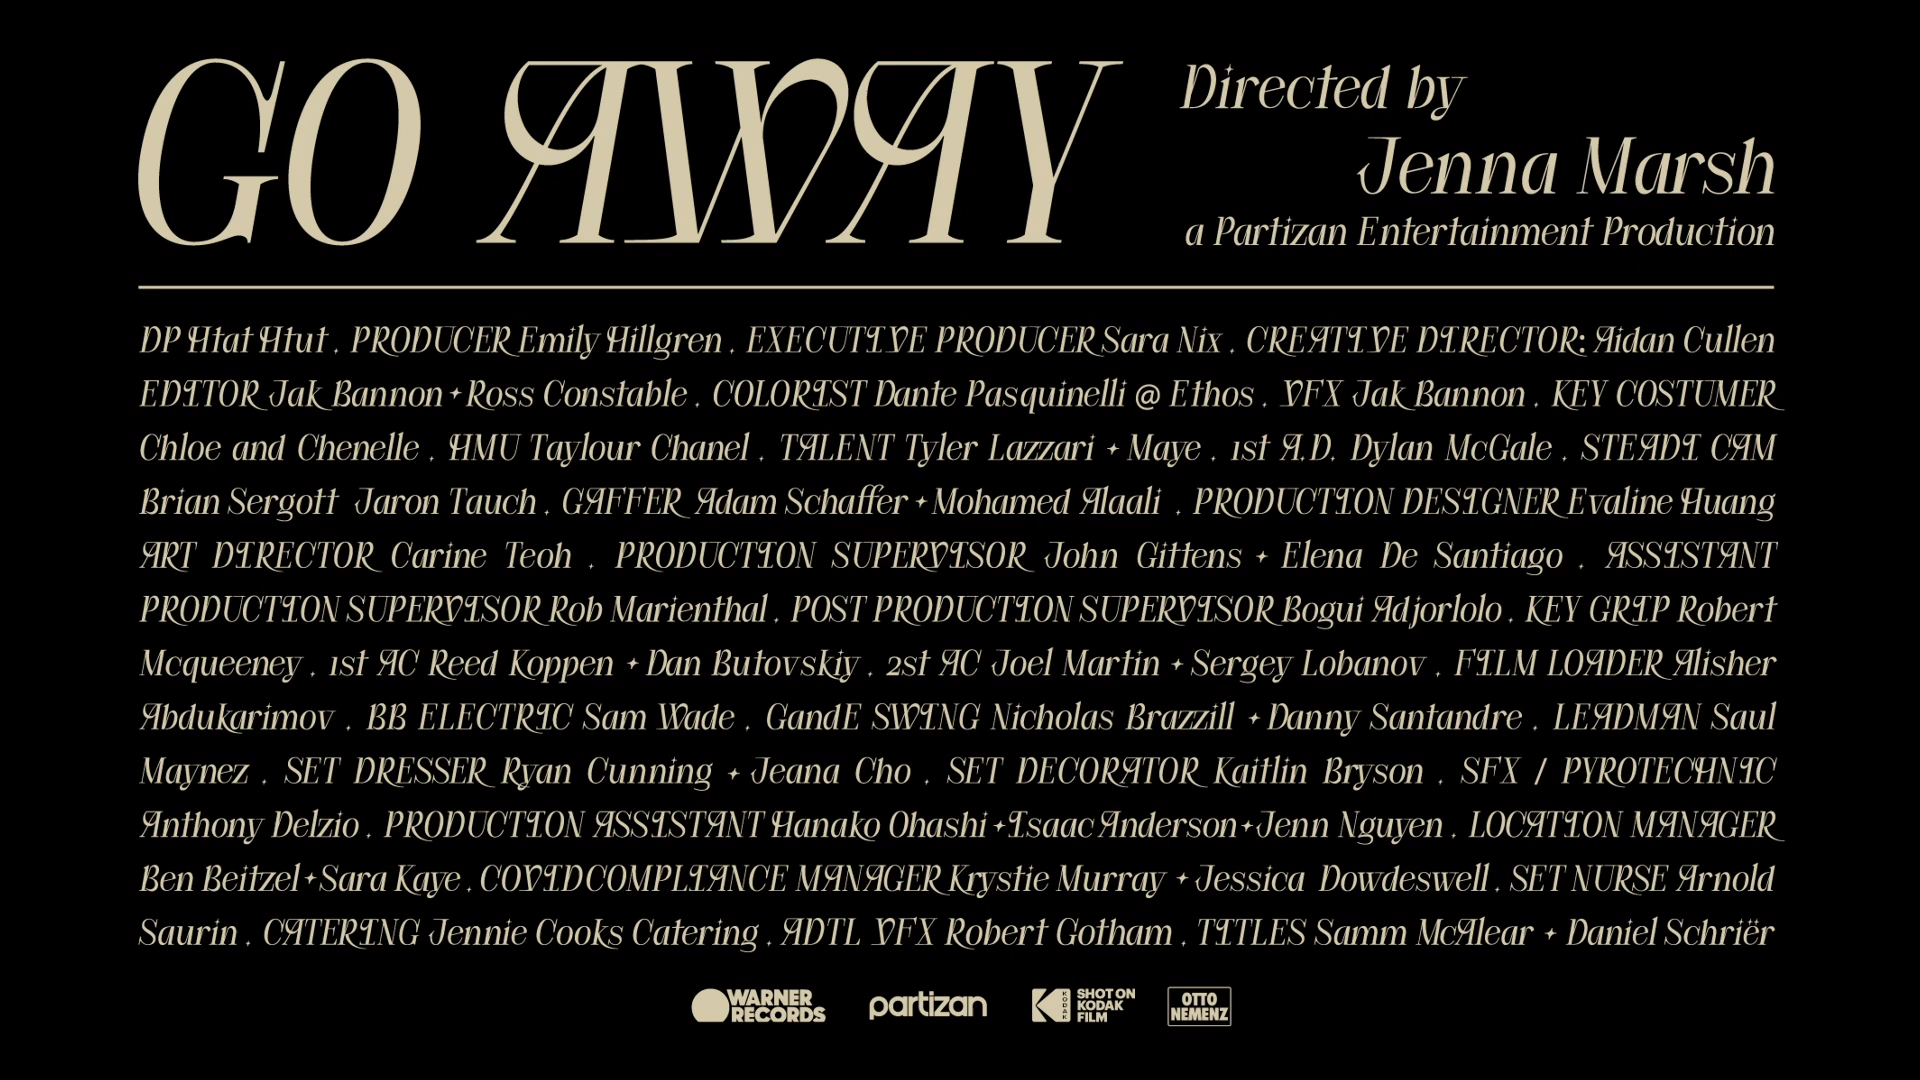 GO AWAY
Directed by
Jenna Marsh
a Partizan Entertainment Production
DP Htat Htut . PRODUCER Emily Hillgren . EXECUTIVE PRODUCER Sara Nix . CREATIVE DIRECTOR: Aidan Cullen
EDITOR Jak Bannon + Ross Constable . COLORIST Dante Pasquinelli @ Ethos . VFX Jak Bannon . KEY COSTUMER
Chloe and Chenelle . HMU Taylour Chanel . TALENT Tyler Lazzari + Maye . 1st A.D. Dylan McGale . STEADI CAM
Brian Sergott Jaron Tauch . GAFFER Adam Schaffer + Mohamed Alaali . PRODUCTION DESIGNER Evaline Huang
ART DIRECTOR Carine Teoh . PRODUCTION SUPERVISOR John Gittens + Elena De Santiago . ASSISTANT
PRODUCTION SUPERVISOR Rob Marienthal . POST PRODUCTION SUPERVISOR Bogui Adjorlolo . KEY GRIP Robert
Mcqueeney . 1st AC Reed Koppen + Dan Butovskiy . 2st AC Joel Martin + Sergey Lobanov . FILM LOADER Alisher
Abdukarimov . BB ELECTRIC Sam Wade . GandE SWING Nicholas Brazzill + Danny Santandre . LEADMAN Saul
Maynez . SET DRESSER Ryan Cunning + Jeana Cho . SET DECORATOR Kaitlin Bryson . SFX / PYROTECHNIC
Anthony Delzio . PRODUCTION ASSISTANT Hanako Ohashi + Isaac Anderson + Jenn Nguyen . LOCATION MANAGER
Ben Beitzel + Sara Kaye . COVID COMPLIANCE MANAGER Krystie Murray + Jessica Dowdeswell . SET NURSE Arnold
Saurin . CATERING Jennie Cooks Catering . ADTL VFX Robert Gotham . TITLES Samm McAlear + Daniel Schriër
WARNER
RECORDS
partizan
KODAK
SHOT ON
KODAK
FILM
OTTO
NEMENZ